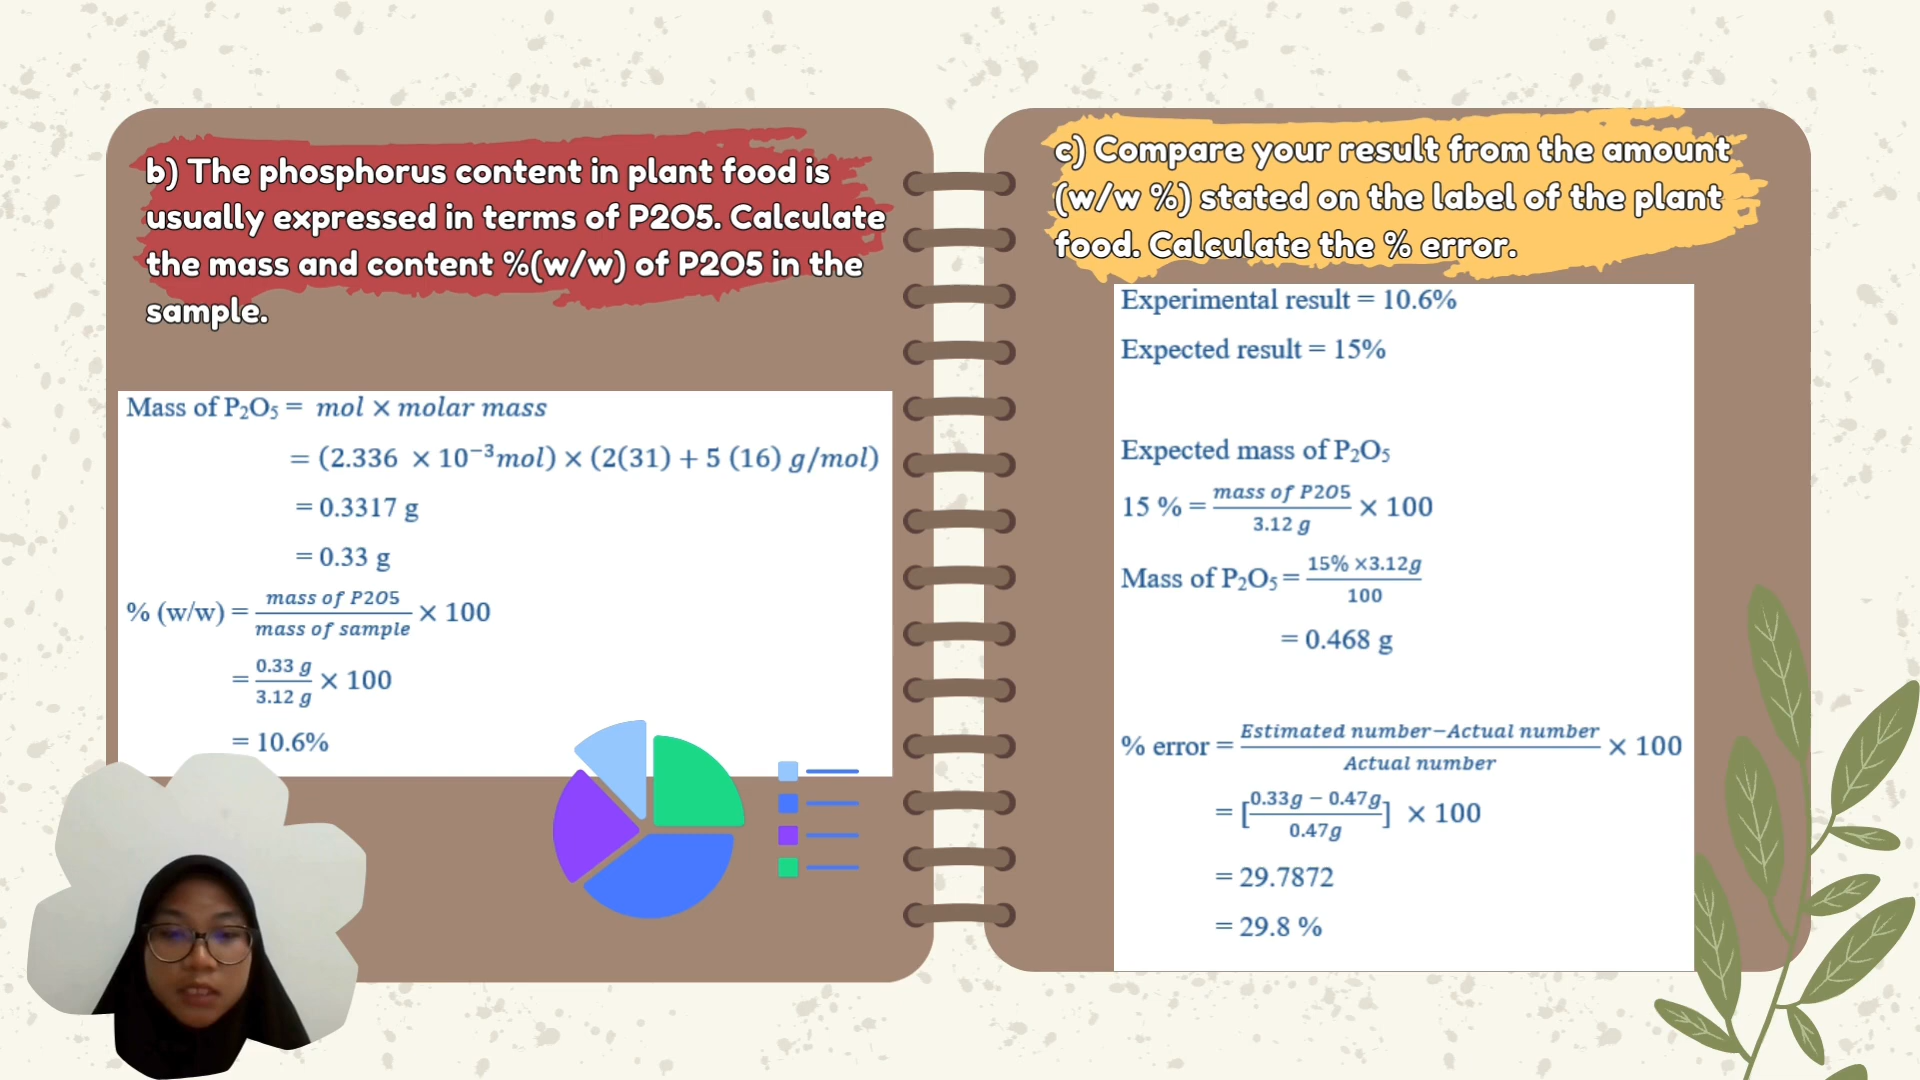 b) The phosphorus content in plant food is
usually expressed in terms of P2O5. Calculate
the mass and content %(w/w) of P2O5 in the
sample.
Mass of P₂O₅ = mol × molar mass
= (2.336 × 10⁻³mol) × (2(31) + 5 (16) g/mol)
= 0.3317 g
= 0.33 g
% (w/w) = mass of P2O5 / mass of sample × 100
= 0.33 g / 3.12 g × 100
= 10.6%
c) Compare your result from the amount
(w/w %) stated on the label of the plant
food. Calculate the % error.
Experimental result = 10.6%
Expected result = 15%
Expected mass of P₂O₅
15 % = mass of P2O5 / 3.12 g × 100
Mass of P₂O₅ = 15% ×3.12g / 100
= 0.468 g
% error = Estimated number−Actual number / Actual number × 100
= [0.33g − 0.47g / 0.47g] × 100
= 29.7872
= 29.8 %